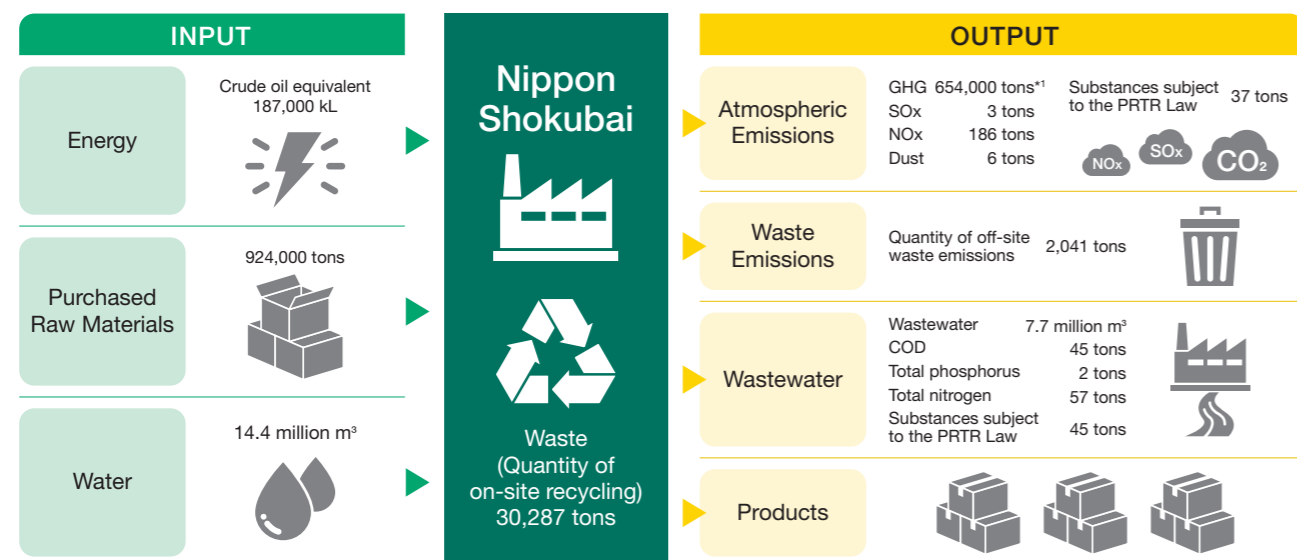 INPUT
Energy
Crude oil equivalent
187,000 kL
Purchased
Raw Materials
924,000 tons
Water
14.4 million m³
Nippon
Shokubai
Waste
(Quantity of
on-site recycling)
30,287 tons
OUTPUT
Atmospheric
Emissions
GHG 654,000 tons*¹
SOx 3 tons
NOx 186 tons
Dust 6 tons
Substances subject
to the PRTR Law 37 tons
NOx
SOx
CO₂
Waste
Emissions
Quantity of off-site
waste emissions 2,041 tons
Wastewater
Wastewater 7.7 million m³
COD 45 tons
Total phosphorus 2 tons
Total nitrogen 57 tons
Substances subject
to the PRTR Law 45 tons
Products